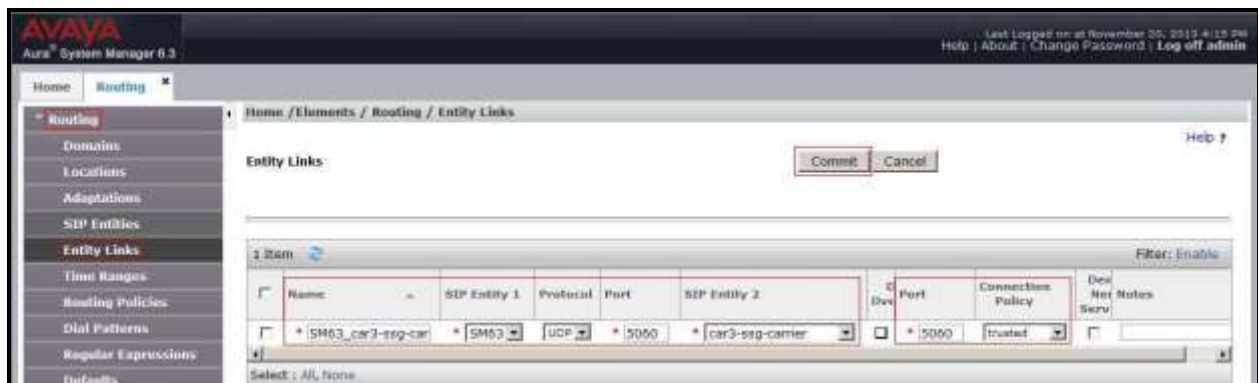 AVAYA
Aura® System Manager 6.3
Last Logged on at November 4:15 PM
Help | About | Change Password | Log off admin
Home Routing ×
Routing
Home / Elements / Routing / Entity Links
Help ?
Domains
Entity Links
Commit Cancel
Locations
Adaptations
SIP Entities
Entity Links
1 Item Filter: Enable
Time Ranges
Name SIP Entity 1 Protocol Port SIP Entity 2 Port Connection Policy Notes
Routing Policies
Dial Patterns
* SM63_car3-ssg-car * SM63 UDP * 5060 * car3-ssg-carrier * 5060 trusted
Regular Expressions
Defaults
Select : All, None